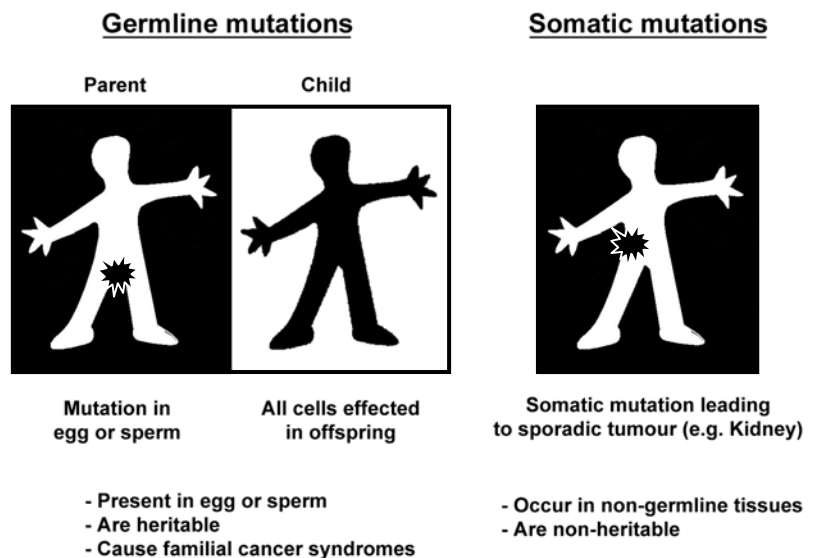 Germline mutations
Somatic mutations
Parent
Child
Mutation in
egg or sperm
All cells effected
in offspring
Somatic mutation leading
to sporadic tumour (e.g. Kidney)
- Present in egg or sperm
- Are heritable
- Cause familial cancer syndromes
- Occur in non-germline tissues
- Are non-heritable